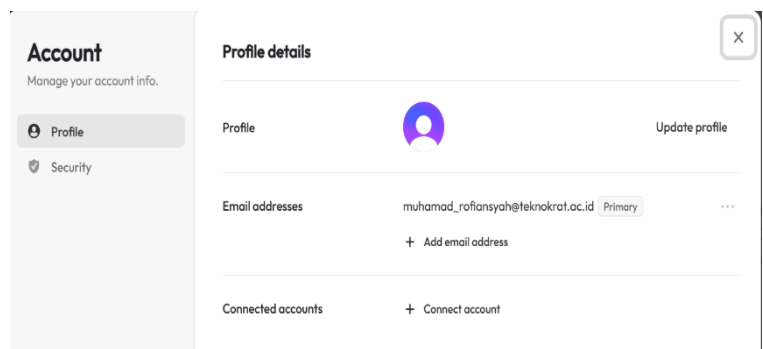 Account
Manage your account info.
Profile
Security
Profile details
Profile
Update profile
Email addresses
muhamad_rofiansyah@teknokrat.ac.id Primary
+ Add email address
Connected accounts
+ Connect account